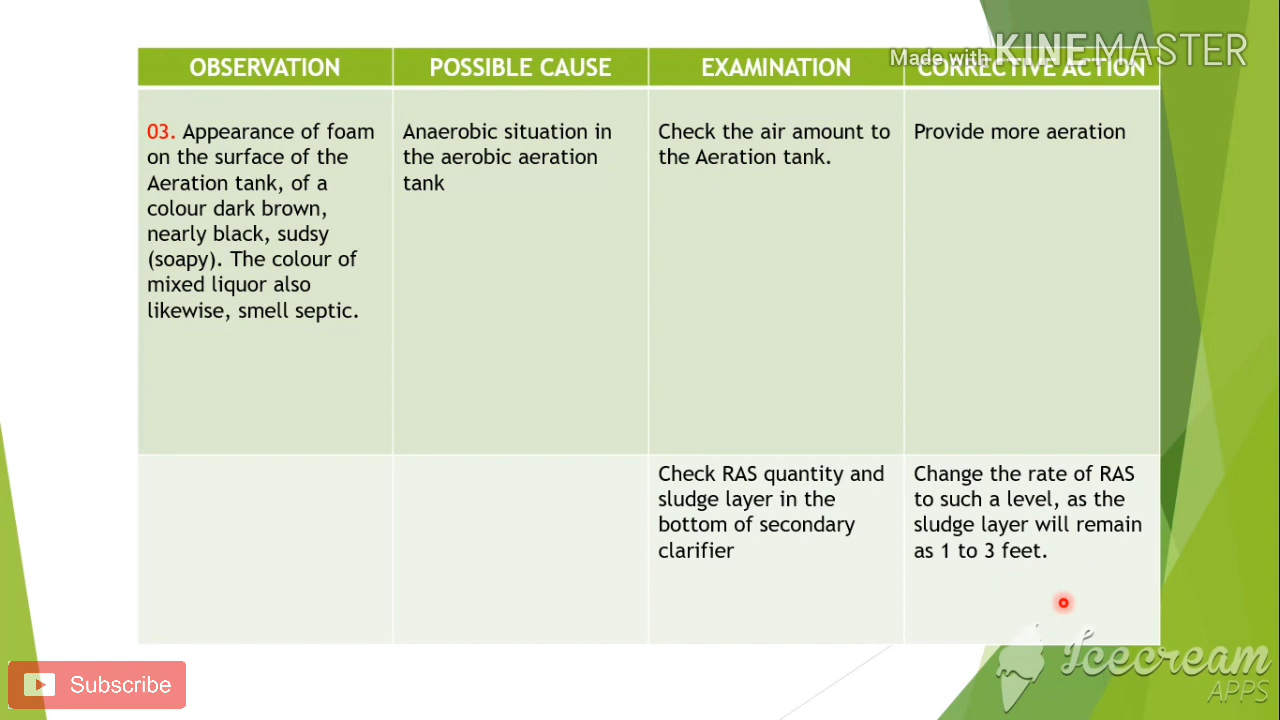 Made with KINEMASTER
OBSERVATION
POSSIBLE CAUSE
EXAMINATION
CORRECTIVE ACTION
03. Appearance of foam
on the surface of the
Aeration tank, of a
colour dark brown,
nearly black, sudsy
(soapy). The colour of
mixed liquor also
likewise, smell septic.
Anaerobic situation in
the aerobic aeration
tank
Check the air amount to
the Aeration tank.
Provide more aeration
Check RAS quantity and
sludge layer in the
bottom of secondary
clarifier
Change the rate of RAS
to such a level, as the
sludge layer will remain
as 1 to 3 feet.
Subscribe
Icecream
APPS